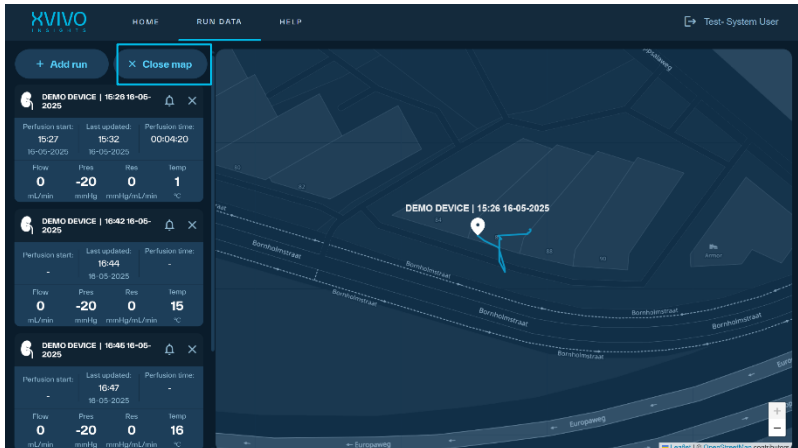 XVIVO
INSIGHTS
HOME
RUN DATA
HELP
Test- System User
+ Add run
× Close map
DEMO DEVICE | 15:26 16-05-
2025
Perfusion start: Last updated: Perfusion time:
15:27 15:32 00:04:20
16-05-2025 16-05-2025
Flow Pres Res Temp
0 -20 0 1
mL/min mmHg mmHg/mL/min °C
DEMO DEVICE | 16:42 16-05-
2025
Perfusion start: Last updated: Perfusion time:
- 16:44 -
16-05-2025
Flow Pres Res Temp
0 -20 0 15
mL/min mmHg mmHg/mL/min °C
DEMO DEVICE | 16:46 16-05-
2025
Perfusion start: Last updated: Perfusion time:
- 16:47 -
16-05-2025
Flow Pres Res Temp
0 -20 0 16
mL/min mmHg mmHg/mL/min °C
DEMO DEVICE | 15:26 16-05-2025
Bornholmstraat
Bornholmstraat
Bornholmstraat
Bornholmstraat
Bornholmstraat
Bornholmstraat
Bornholmstraat
Europaweg
Europaweg
+
−
Leaflet | © OpenStreetMap contributors